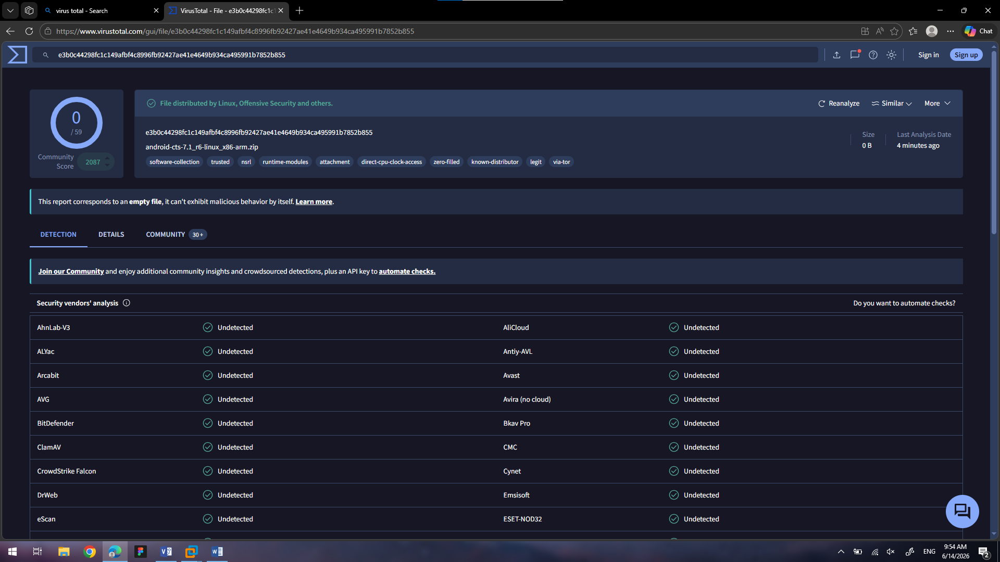 virus total - Search
VirusTotal - File - e3b0c44298fc1c1
https://www.virustotal.com/gui/file/e3b0c44298fc1c149afbf4c8996fb92427ae41e4649b934ca495991b7852b855
Chat
e3b0c44298fc1c149afbf4c8996fb92427ae41e4649b934ca495991b7852b855
Sign in
Sign up
0
/ 59
Community
Score
2087
File distributed by Linux, Offensive Security and others.
Reanalyze
Similar
More
e3b0c44298fc1c149afbf4c8996fb92427ae41e4649b934ca495991b7852b855
android-cts-7.1_r6-linux_x86-arm.zip
software-collection trusted nsrl runtime-modules attachment direct-cpu-clock-access zero-filled known-distributor legit via-tor
Size
0 B
Last Analysis Date
4 minutes ago
This report corresponds to an empty file, it can't exhibit malicious behavior by itself. Learn more.
DETECTION
DETAILS
COMMUNITY 30+
Join our Community and enjoy additional community insights and crowdsourced detections, plus an API key to automate checks.
Security vendors' analysis
Do you want to automate checks?
AhnLab-V3 Undetected AliCloud Undetected
ALYac Undetected Antiy-AVL Undetected
Arcabit Undetected Avast Undetected
AVG Undetected Avira (no cloud) Undetected
BitDefender Undetected Bkav Pro Undetected
ClamAV Undetected CMC Undetected
CrowdStrike Falcon Undetected Cynet Undetected
DrWeb Undetected Emsisoft Undetected
eScan Undetected ESET-NOD32 Undetected
ENG
9:54 AM
6/14/2026
2